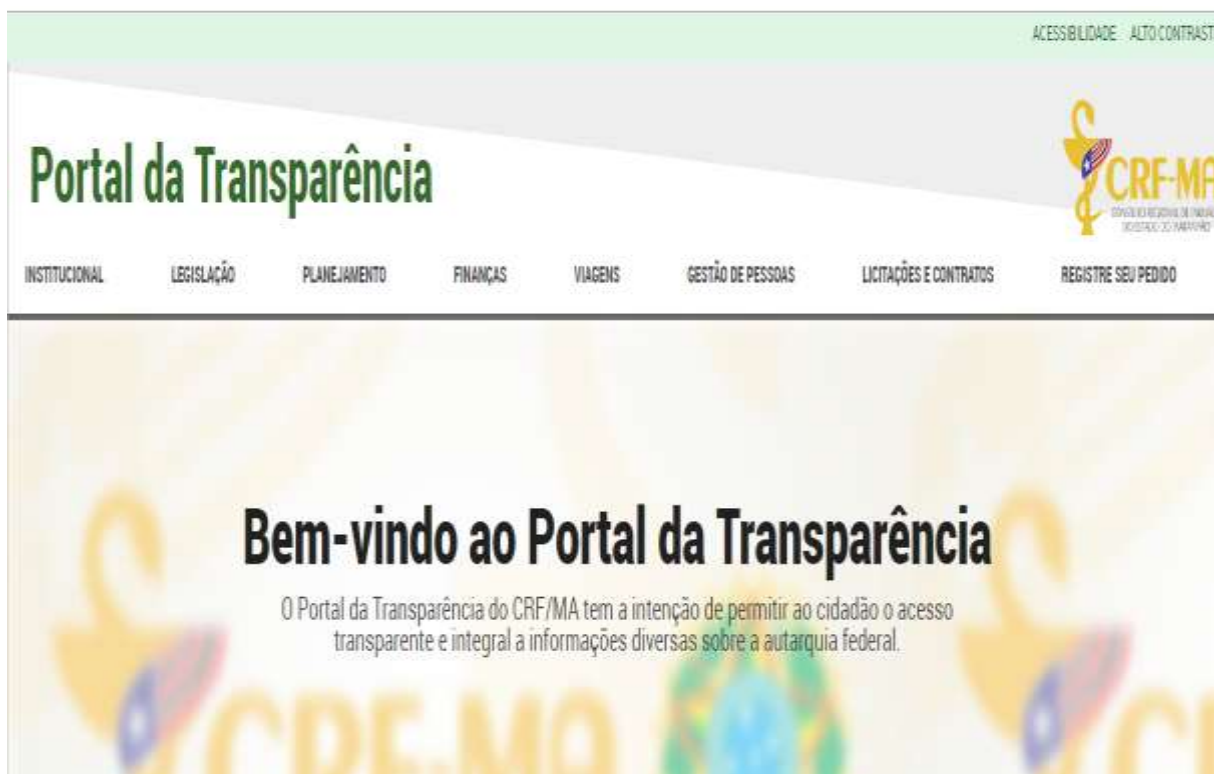 ACESSIBILIDADE ALTO CONTRAST
Portal da Transparência
CRF-MA
INSTITUCIONAL LEGISLAÇÃO PLANEJAMENTO FINANÇAS VIAGENS GESTÃO DE PESSOAS LICITAÇÕES E CONTRATOS REGISTRE SEU PEDIDO
Bem-vindo ao Portal da Transparência
O Portal da Transparência do CRF/MA tem a intenção de permitir ao cidadão o acesso
transparente e integral a informações diversas sobre a autarquia federal.
CRF-MA